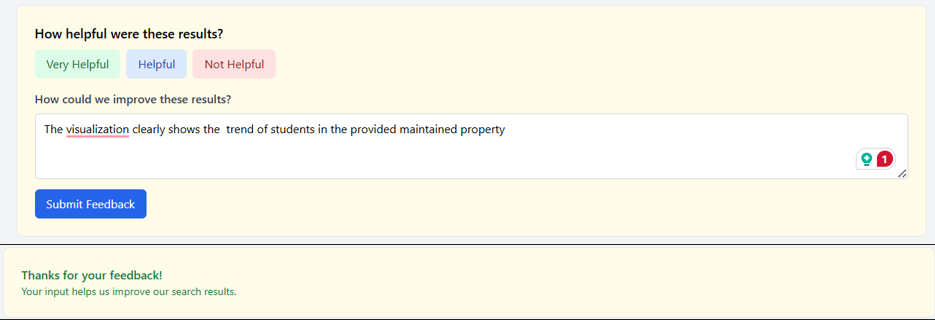 How helpful were these results?
Very Helpful Helpful Not Helpful
How could we improve these results?
The visualization clearly shows the  trend of students in the provided maintained property
1
Submit Feedback
Thanks for your feedback!
Your input helps us improve our search results.